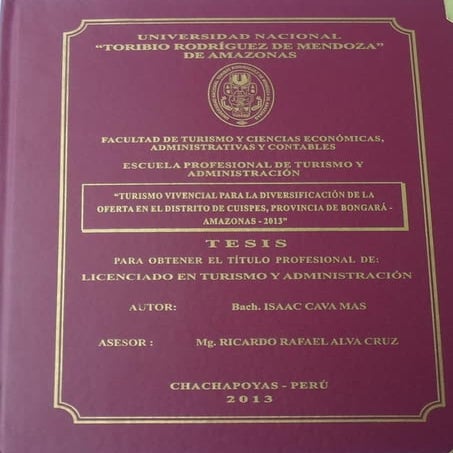 UNIVERSIDAD NACIONAL
“TORIBIO RODRÍGUEZ DE MENDOZA”
DE AMAZONAS
FACULTAD DE TURISMO Y CIENCIAS ECONÓMICAS,
ADMINISTRATIVAS Y CONTABLES
ESCUELA PROFESIONAL DE TURISMO Y
ADMINISTRACIÓN
“TURISMO VIVENCIAL PARA LA DIVERSIFICACIÓN DE LA
OFERTA EN EL DISTRITO DE CUISPES, PROVINCIA DE BONGARÁ -
AMAZONAS - 2013”
TESIS
PARA OBTENER EL TÍTULO PROFESIONAL DE:
LICENCIADO EN TURISMO Y ADMINISTRACIÓN
AUTOR: Bach. ISAAC CAVA MAS
ASESOR : Mg. RICARDO RAFAEL ALVA CRUZ
CHACHAPOYAS - PERÚ
2013